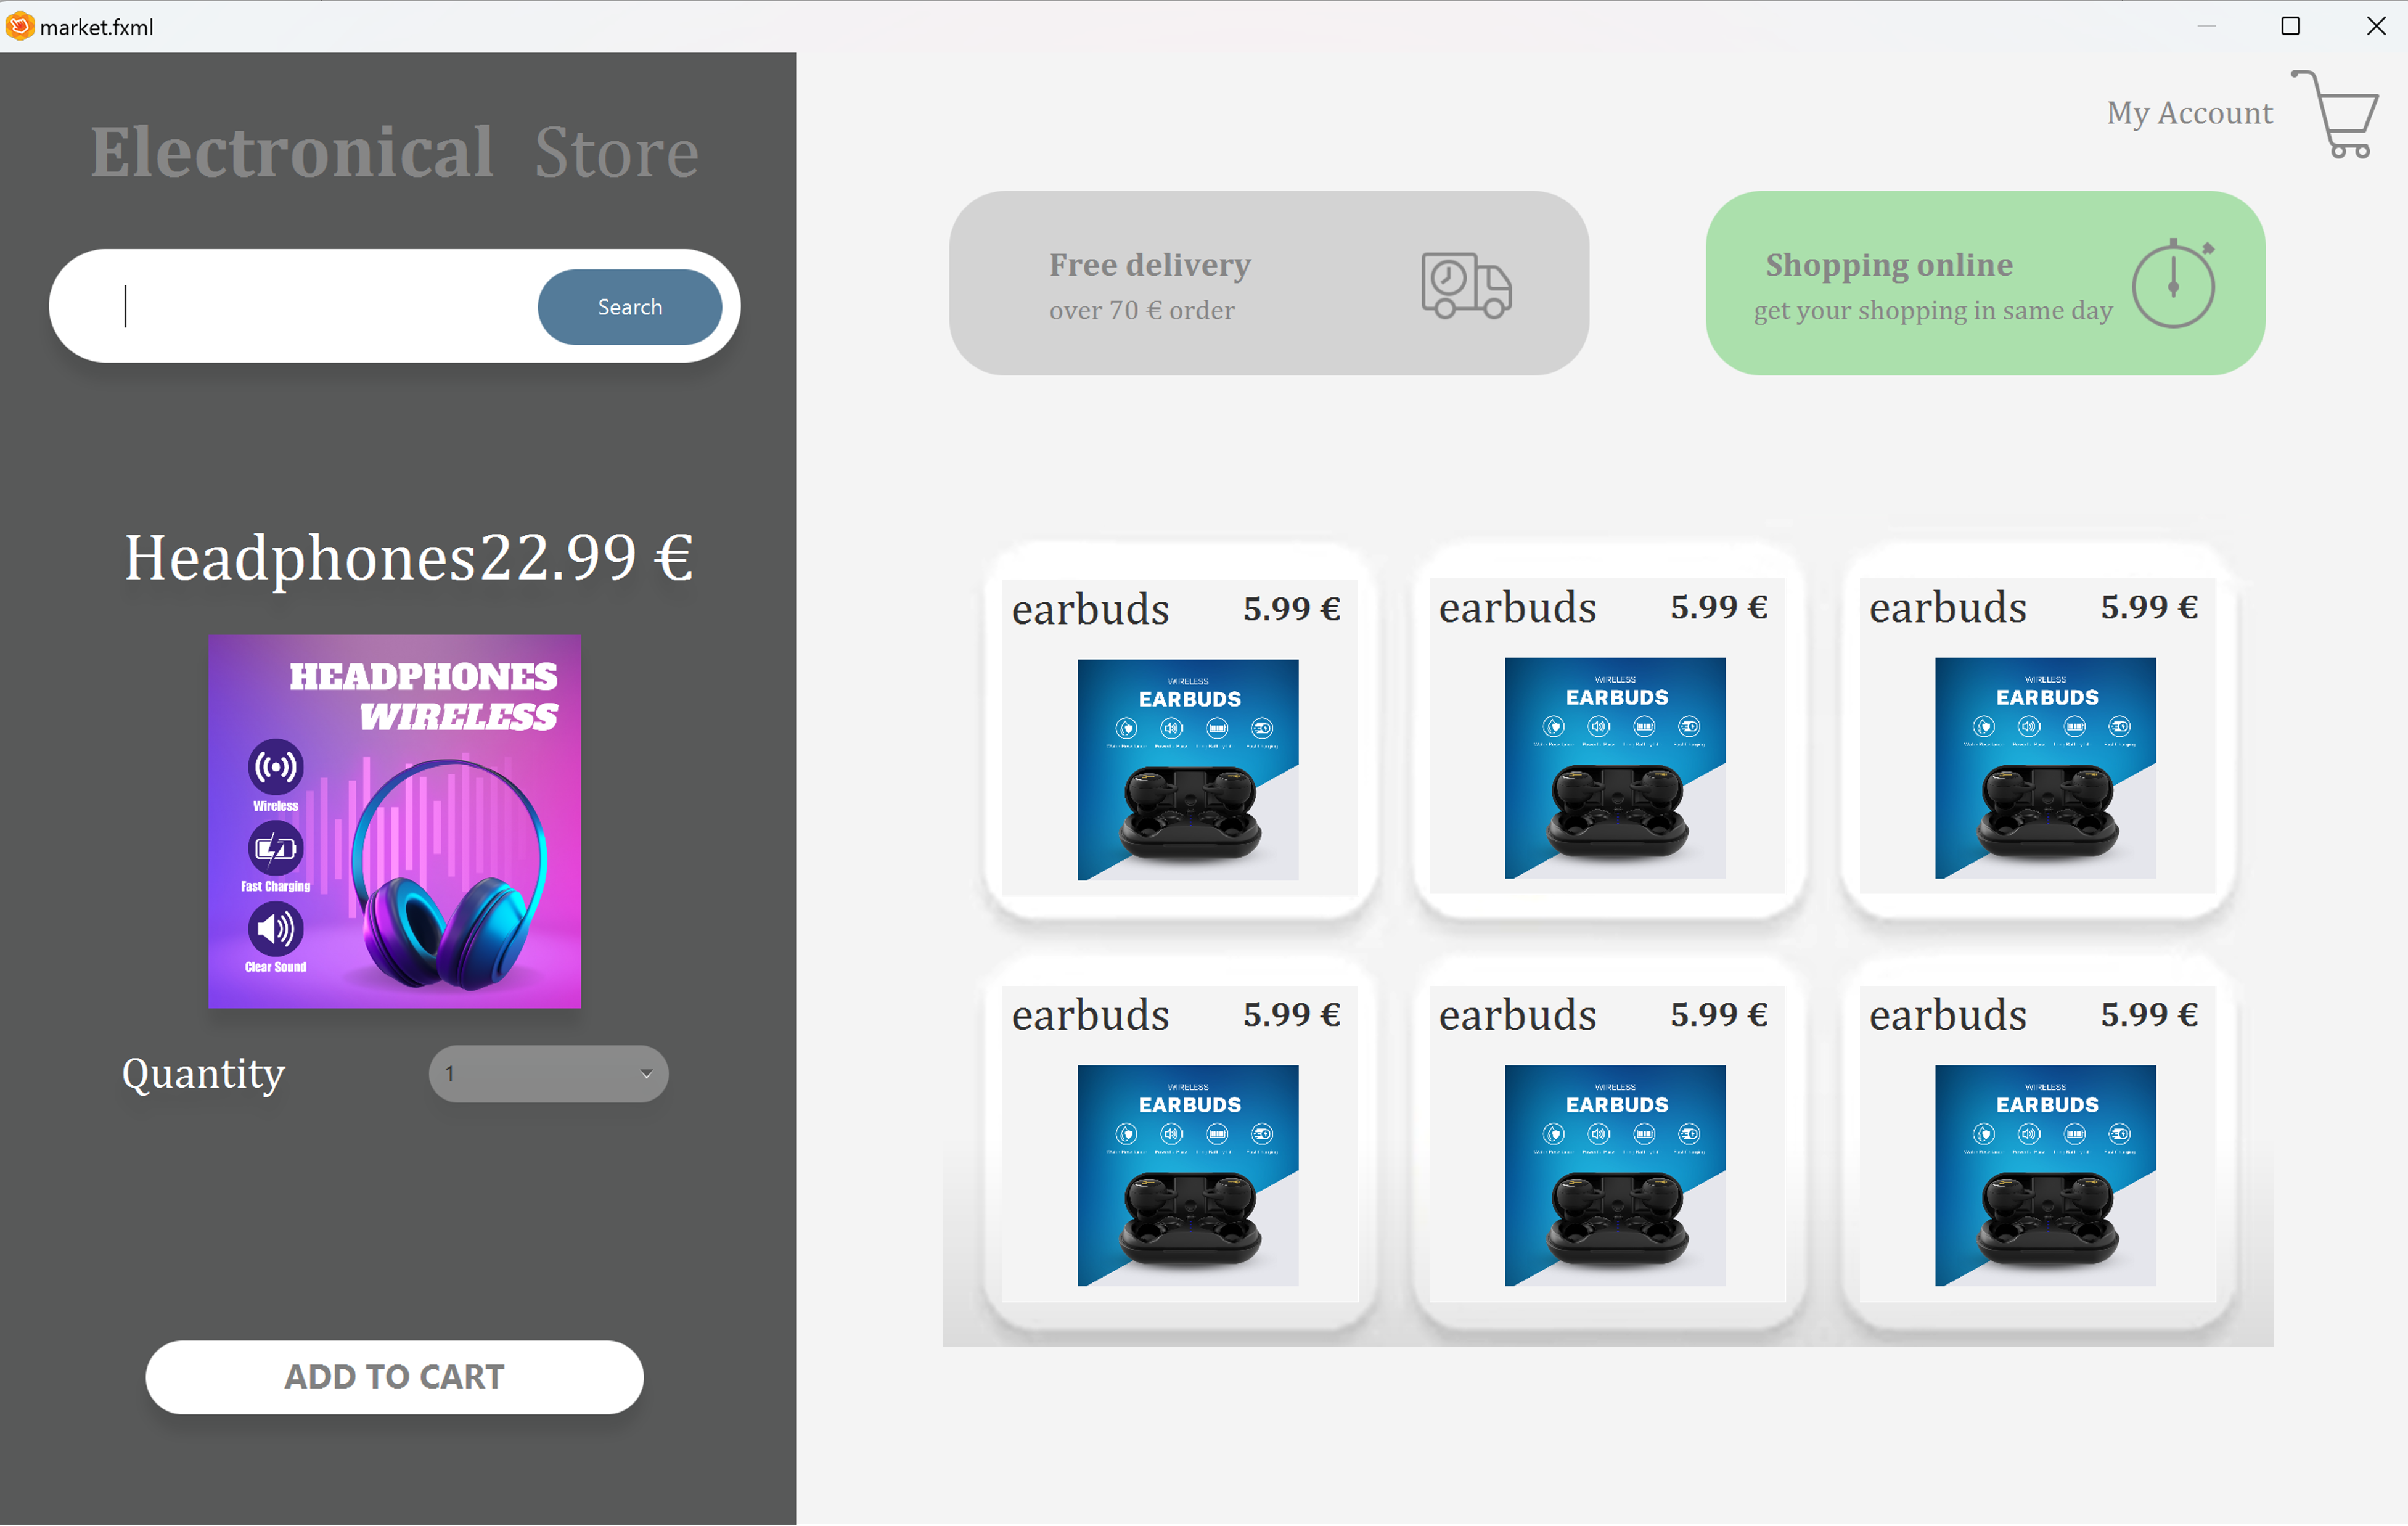 market.fxml
Electronical Store
Search
Headphones22.99 €
HEADPHONES
WIRELESS
Wireless
Fast Charging
Clear Sound
Quantity
1
ADD TO CART
My Account
Free delivery
over 70 € order
Shopping online
get your shopping in same day
earbuds 5.99 €
WIRELESS
EARBUDS
earbuds 5.99 €
WIRELESS
EARBUDS
earbuds 5.99 €
WIRELESS
EARBUDS
earbuds 5.99 €
WIRELESS
EARBUDS
earbuds 5.99 €
WIRELESS
EARBUDS
earbuds 5.99 €
WIRELESS
EARBUDS